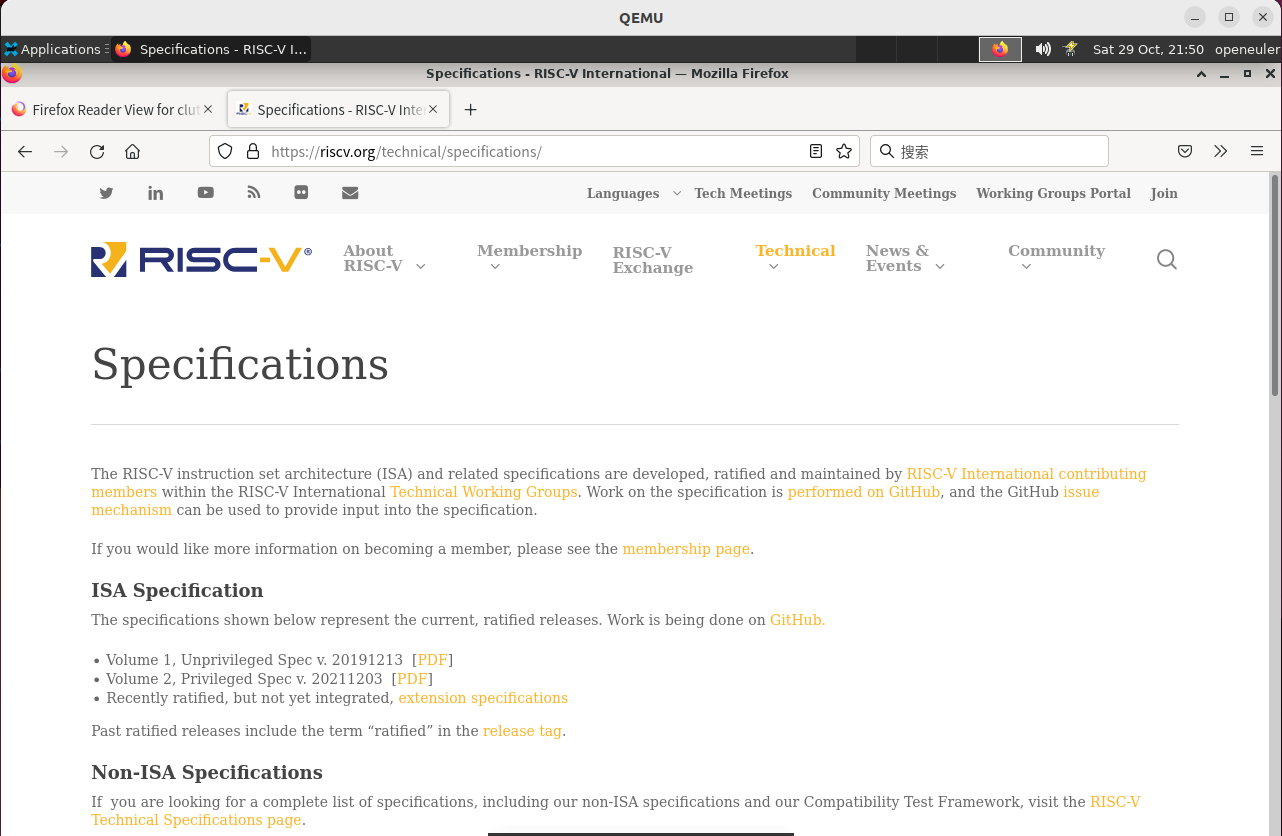 QEMU
Applications Specifications - RISC-V I... Sat 29 Oct, 21:50 openeuler
Specifications - RISC-V International — Mozilla Firefox
Firefox Reader View for clut Specifications - RISC-V Inte
https://riscv.org/technical/specifications/ 搜索
Languages Tech Meetings Community Meetings Working Groups Portal Join
RISC-V®
About RISC-V Membership RISC-V Exchange Technical News & Events Community
Specifications
The RISC-V instruction set architecture (ISA) and related specifications are developed, ratified and maintained by RISC-V International contributing
members within the RISC-V International Technical Working Groups. Work on the specification is performed on GitHub, and the GitHub issue
mechanism can be used to provide input into the specification.
If you would like more information on becoming a member, please see the membership page.
ISA Specification
The specifications shown below represent the current, ratified releases. Work is being done on GitHub.
• Volume 1, Unprivileged Spec v. 20191213 [PDF]
• Volume 2, Privileged Spec v. 20211203 [PDF]
• Recently ratified, but not yet integrated, extension specifications
Past ratified releases include the term “ratified” in the release tag.
Non-ISA Specifications
If you are looking for a complete list of specifications, including our non-ISA specifications and our Compatibility Test Framework, visit the RISC-V
Technical Specifications page.